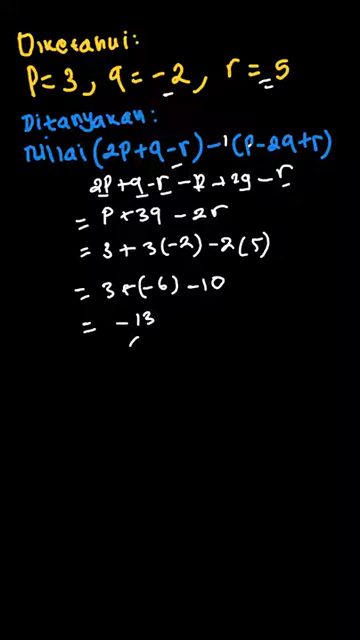 Diketahui:
P=3, q=-2, r=5
Ditanyakan:
Nilai (2P+q-r)-1(P-2q+r)
2P+q-r-P+2q-r
= P+3q-2r
= 3+3(-2)-2(5)
= 3+(-6)-10
= -13